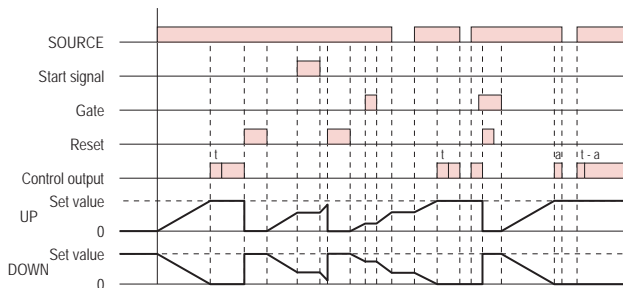 SOURCE
Start signal
Gate
Reset
t t a t - a
Control output
Set value
UP
0
Set value
DOWN
0